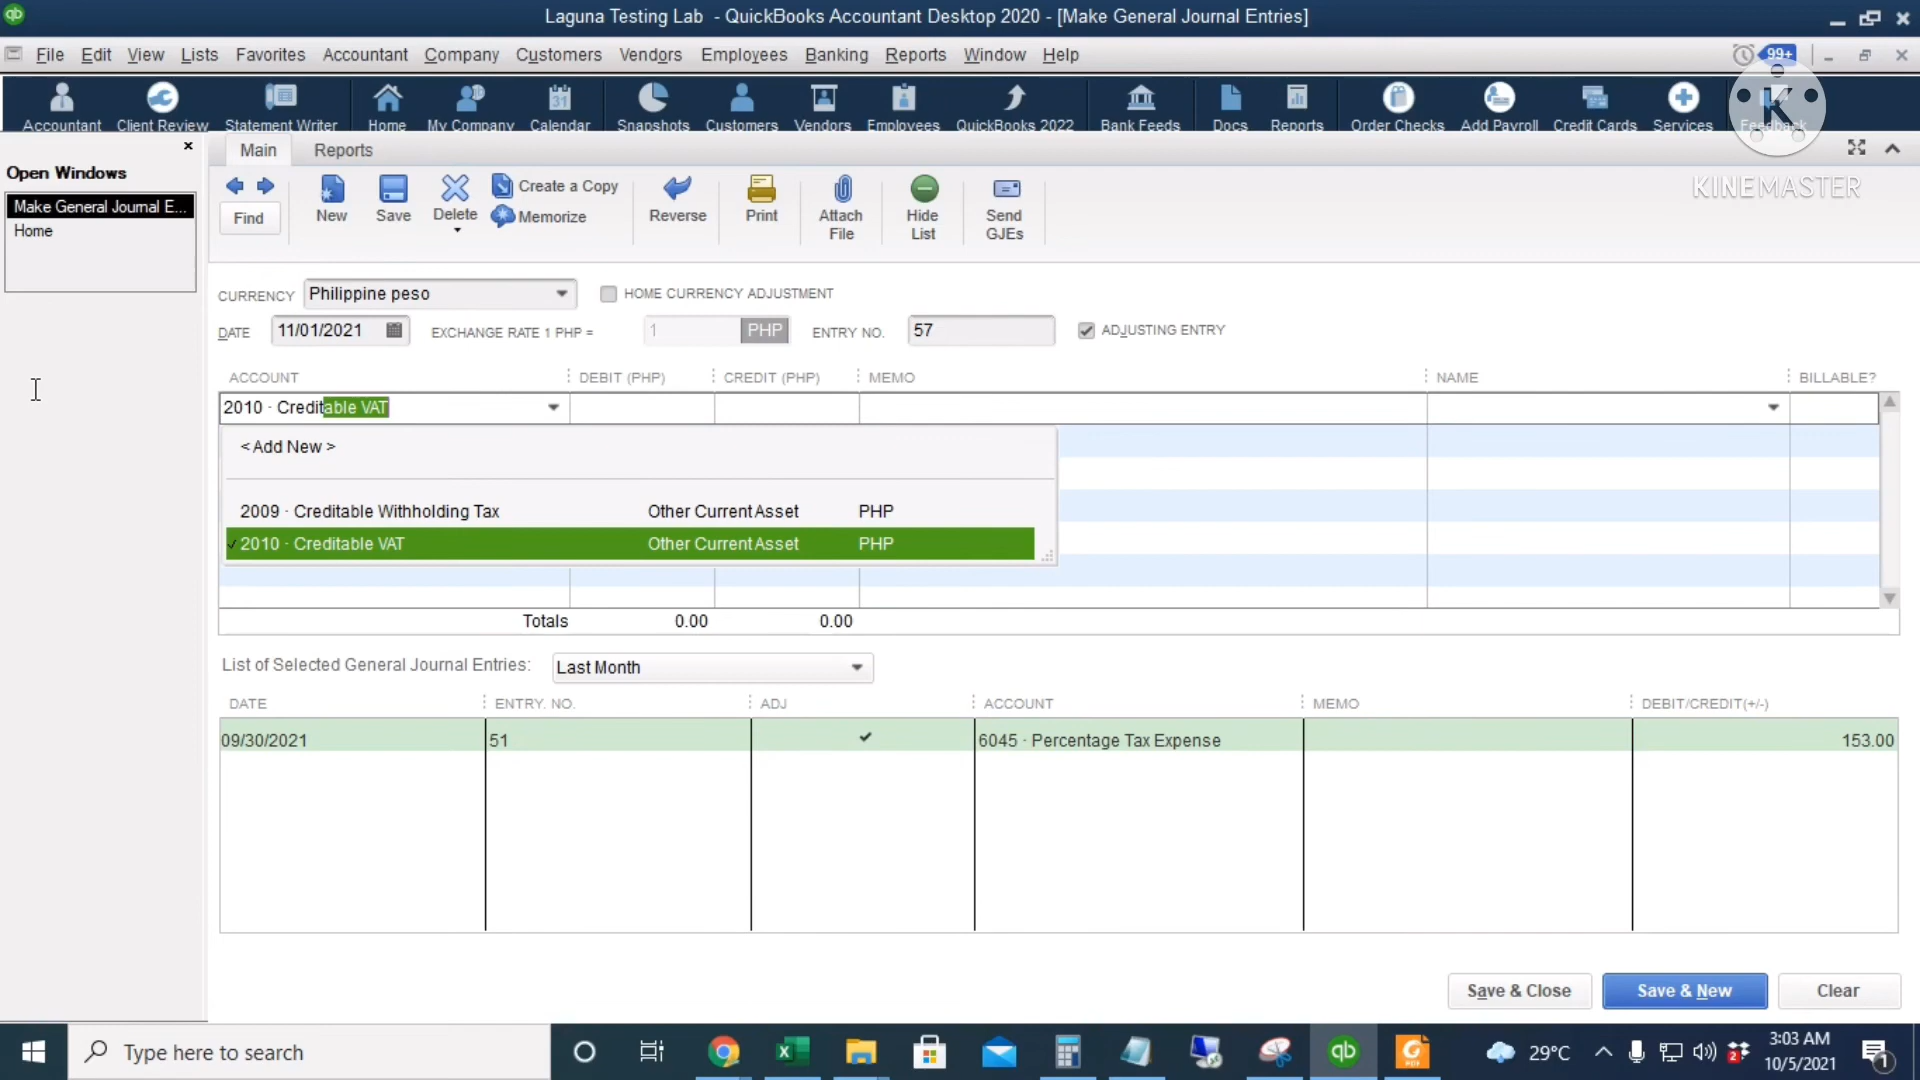 Laguna Testing Lab - QuickBooks Accountant Desktop 2020 - [Make General Journal Entries]
File Edit View Lists Favorites Accountant Company Customers Vendors Employees Banking Reports Window Help
99+
Accountant Client Review Statement Writer Home My Company Calendar Snapshots Customers Vendors Employees QuickBooks 2022 Bank Feeds Docs Reports Order Checks Add Payroll Credit Cards Services Feedback
K
KINEMASTER
Open Windows
Make General Journal E...
Home
Main Reports
Find New Save Delete Create a Copy Memorize Reverse Print Attach File Hide List Send GJEs
CURRENCY Philippine peso HOME CURRENCY ADJUSTMENT
DATE 11/01/2021 EXCHANGE RATE 1 PHP = 1 PHP ENTRY NO. 57 ADJUSTING ENTRY
ACCOUNT DEBIT (PHP) CREDIT (PHP) MEMO NAME BILLABLE?
2010 · Creditable VAT
< Add New >
2009 · Creditable Withholding Tax Other Current Asset PHP
2010 · Creditable VAT Other Current Asset PHP
Totals 0.00 0.00
List of Selected General Journal Entries: Last Month
DATE ENTRY. NO. ADJ ACCOUNT MEMO DEBIT/CREDIT(+/-)
09/30/2021 51 6045 · Percentage Tax Expense 153.00
Save & Close Save & New Clear
Type here to search
29°C
3:03 AM
10/5/2021
1